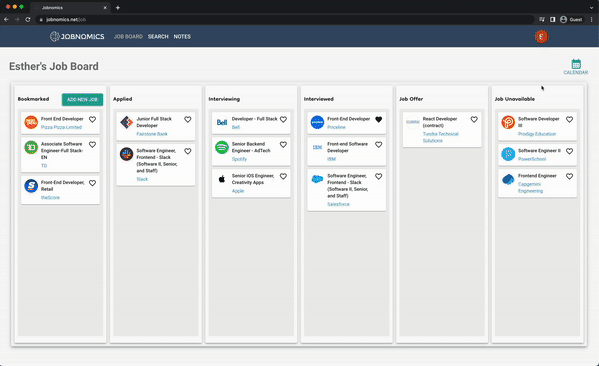 Jobnomics
jobnomics.net/job
Guest
JOBNOMICS
JOB BOARD
SEARCH
NOTES
Esther's Job Board
CALENDAR
Bookmarked
ADD NEW JOB
Front End Developer
Pizza Pizza Limited
Associate Software
Engineer-Full Stack-
EN
TD
Front-End Developer,
Retail
theScore
Applied
Junior Full Stack
Developer
Fairstone Bank
Software Engineer,
Frontend - Slack
(Software II, Senior,
and Staff)
Slack
Interviewing
Developer - Full Stack
Bell
Senior Backend
Engineer - AdTech
Spotify
Senior iOS Engineer,
Creativity Apps
Apple
Interviewed
Front-End Developer
Priceline
Front-end Software
Developer
IBM
Software Engineer,
Frontend - Slack
(Software II, Senior,
and Staff)
Salesforce
Job Offer
React Developer
(contract)
Tundra Technical
Solutions
Job Unavailable
Software Developer
III
Prodigy Education
Software Engineer II
PowerSchool
Frontend Engineer
Capgemini
Engineering